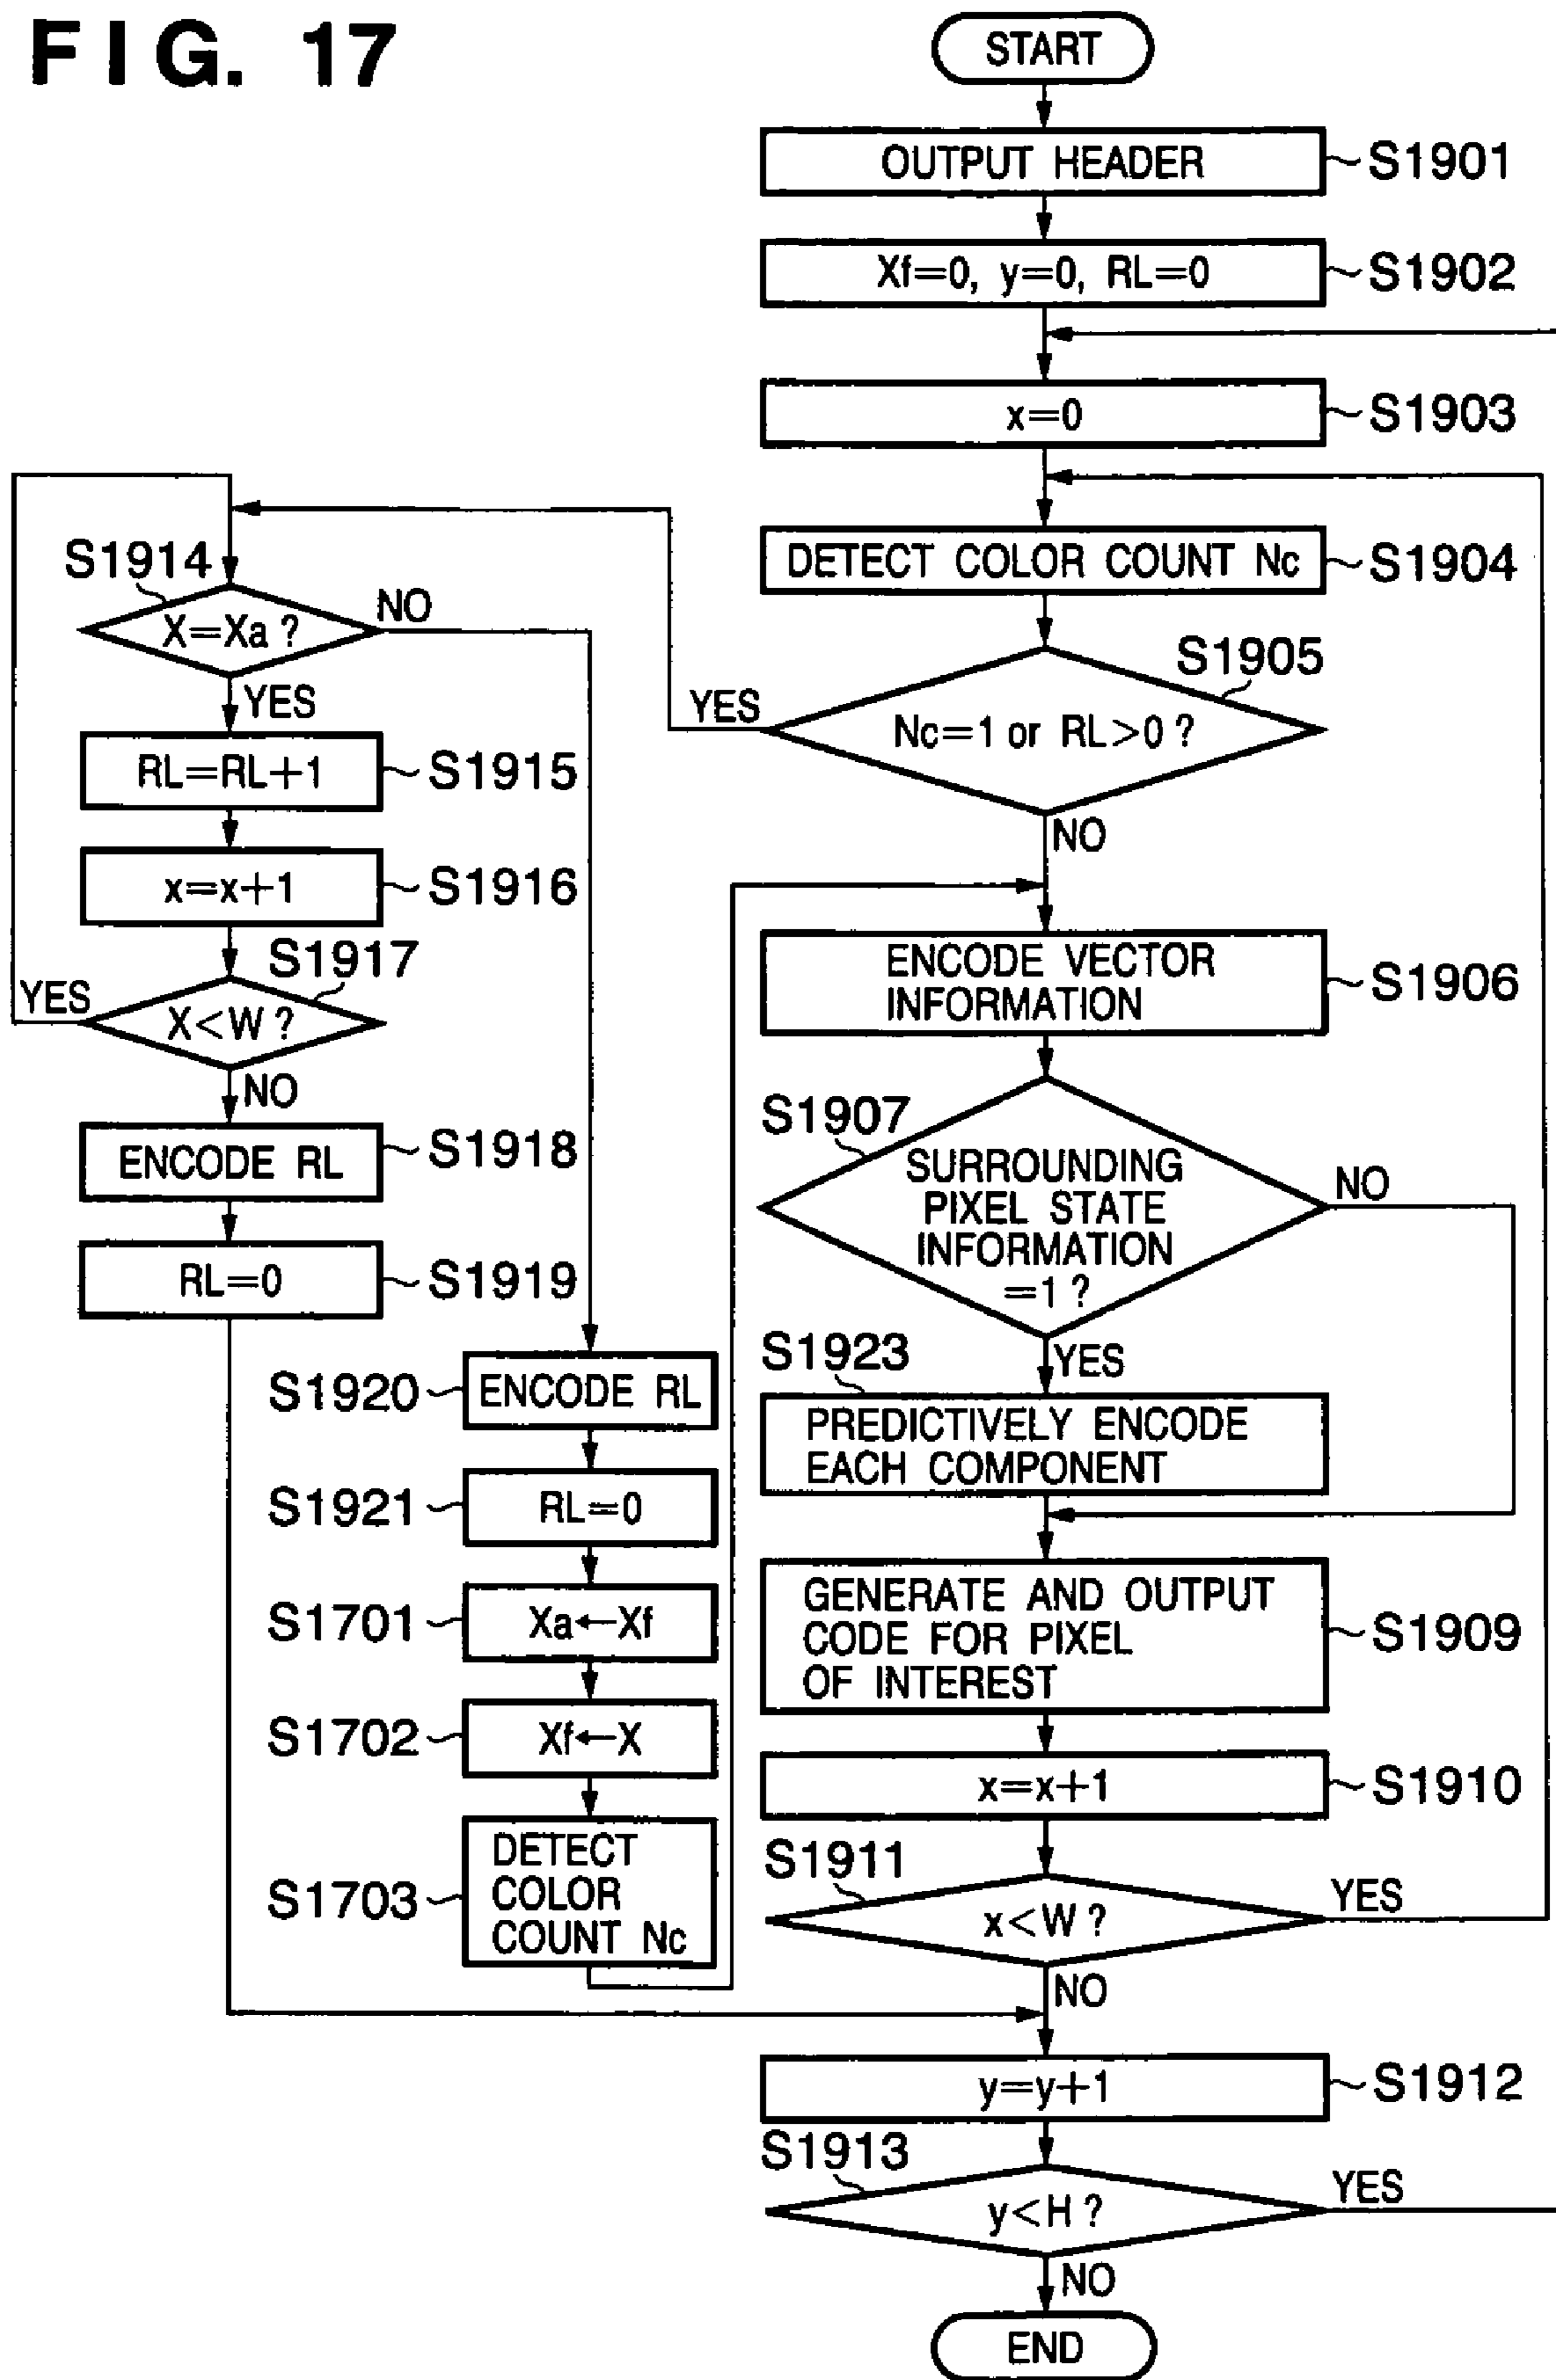 FIG. 17
START
OUTPUT HEADER
S1901
Xf=0, y=0, RL=0
S1902
x=0
S1903
DETECT COLOR COUNT Nc
S1904
S1905
Nc=1 or RL>0 ?
YES
NO
S1914
X=Xa ?
NO
YES
RL=RL+1
S1915
x=x+1
S1916
S1917
YES
X<W ?
NO
ENCODE RL
S1918
RL=0
S1919
S1920
ENCODE RL
S1921
RL=0
S1701
Xa←Xf
S1702
Xf←X
S1703
DETECT
COLOR
COUNT Nc
ENCODE VECTOR
INFORMATION
S1906
S1907
SURROUNDING
PIXEL STATE
INFORMATION
=1 ?
NO
YES
S1923
PREDICTIVELY ENCODE
EACH COMPONENT
GENERATE AND OUTPUT
CODE FOR PIXEL
OF INTEREST
S1909
x=x+1
S1910
S1911
x<W ?
YES
NO
y=y+1
S1912
S1913
y<H ?
YES
NO
END